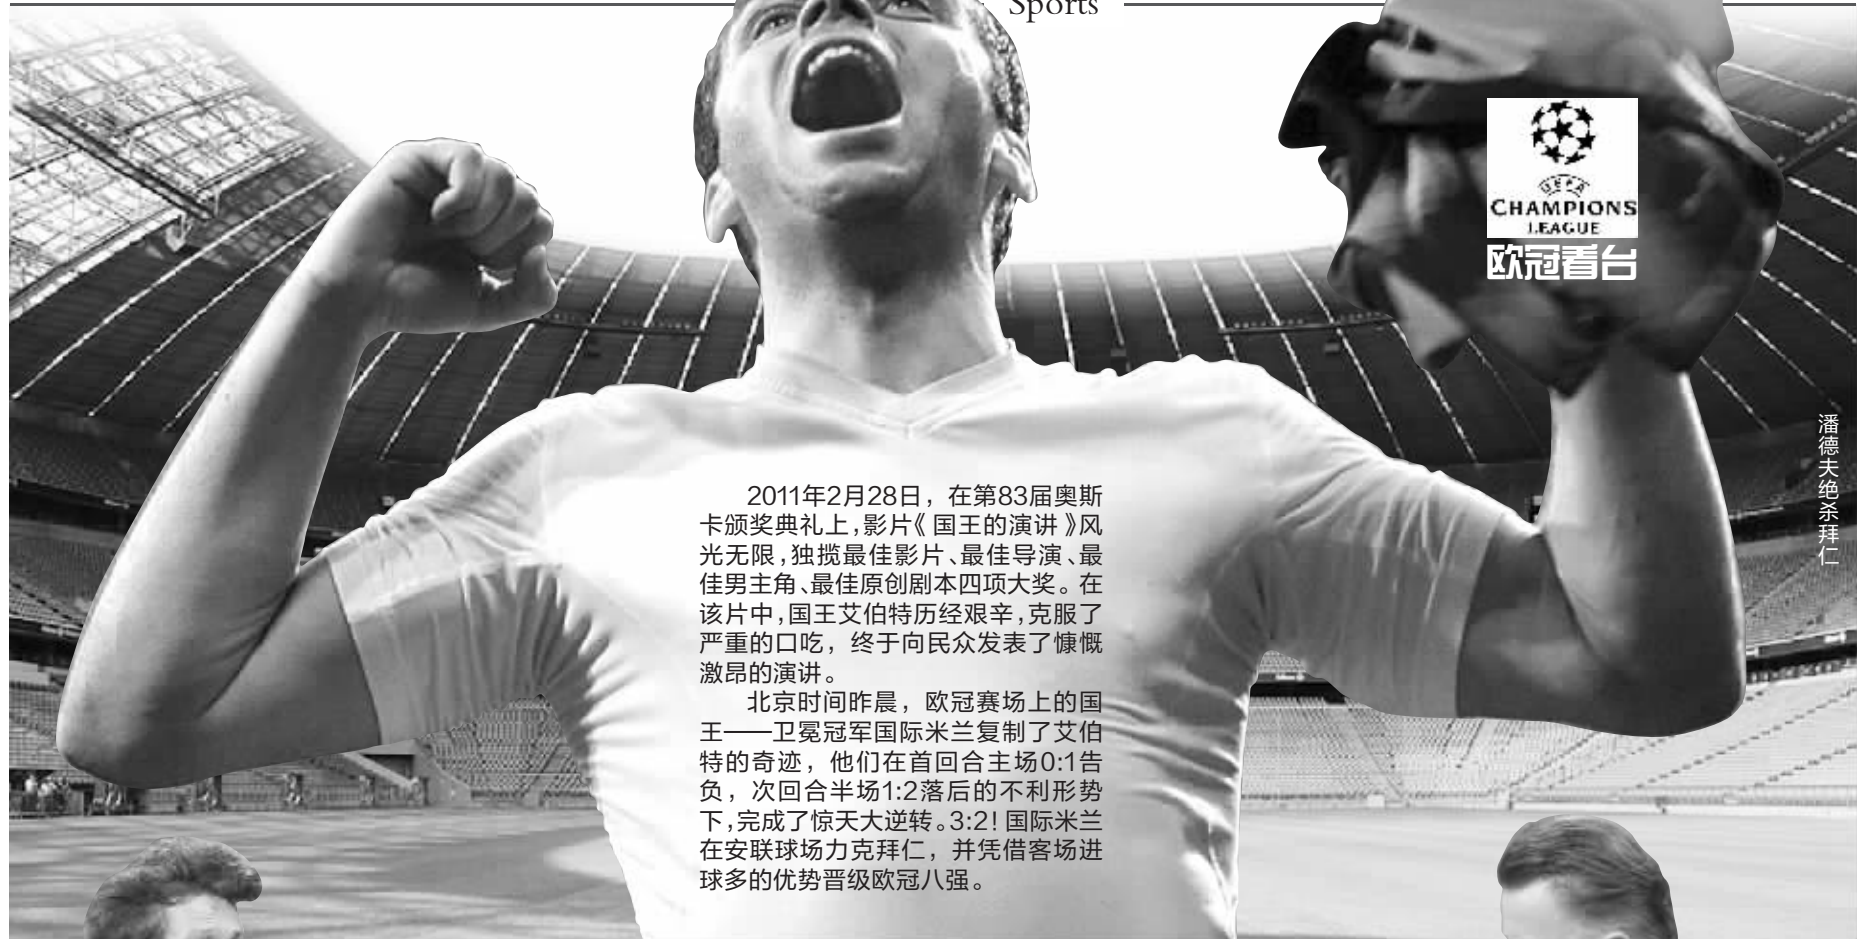 Sports
UEFA
CHAMPIONS
LEAGUE
欧冠看台
潘德夫绝杀拜仁
2011年2月28日，在第83届奥斯
卡颁奖典礼上，影片《国王的演讲》风
光无限，独揽最佳影片、最佳导演、最
佳男主角、最佳原创剧本四项大奖。在
该片中，国王艾伯特历经艰辛，克服了
严重的口吃，终于向民众发表了慷慨
激昂的演讲。
北京时间昨晨，欧冠赛场上的国
王——卫冕冠军国际米兰复制了艾伯
特的奇迹，他们在首回合主场0:1告
负，次回合半场1:2落后的不利形势
下，完成了惊天大逆转。3:2！国际米兰
在安联球场力克拜仁，并凭借客场进
球多的优势晋级欧冠八强。